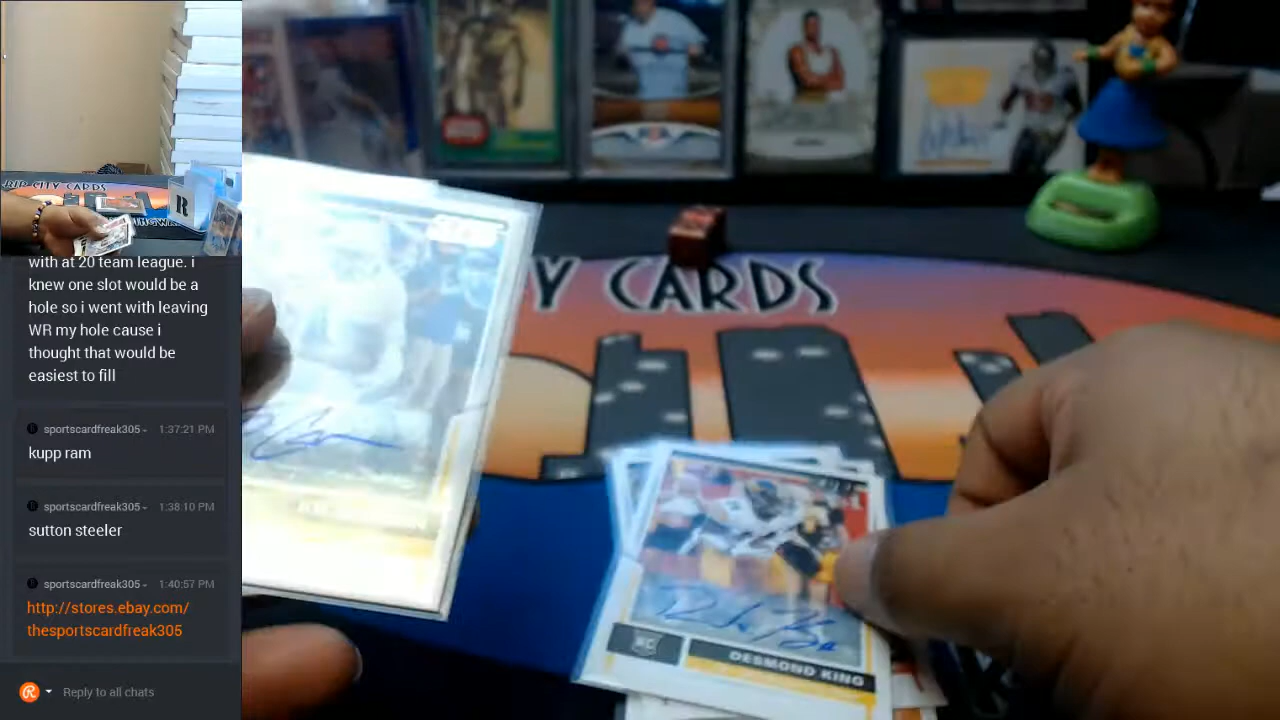 RIP CITY CARDS
with at 20 team league. i
knew one slot would be a
hole so i went with leaving
WR my hole cause i
thought that would be
easiest to fill
sportscardfreak305
1:37:21 PM
kupp ram
sportscardfreak305
1:38:10 PM
sutton steeler
sportscardfreak305
1:40:57 PM
http://stores.ebay.com/
thesportscardfreak305
Reply to all chats
Y CARDS
RC
DESMOND KING